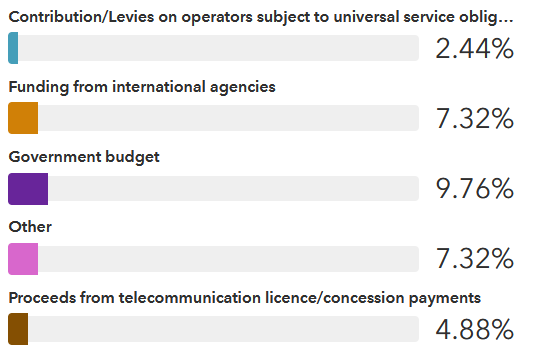 Contribution/Levies on operators subject to universal service oblig...
2.44%
Funding from international agencies
7.32%
Government budget
9.76%
Other
7.32%
Proceeds from telecommunication licence/concession payments
4.88%